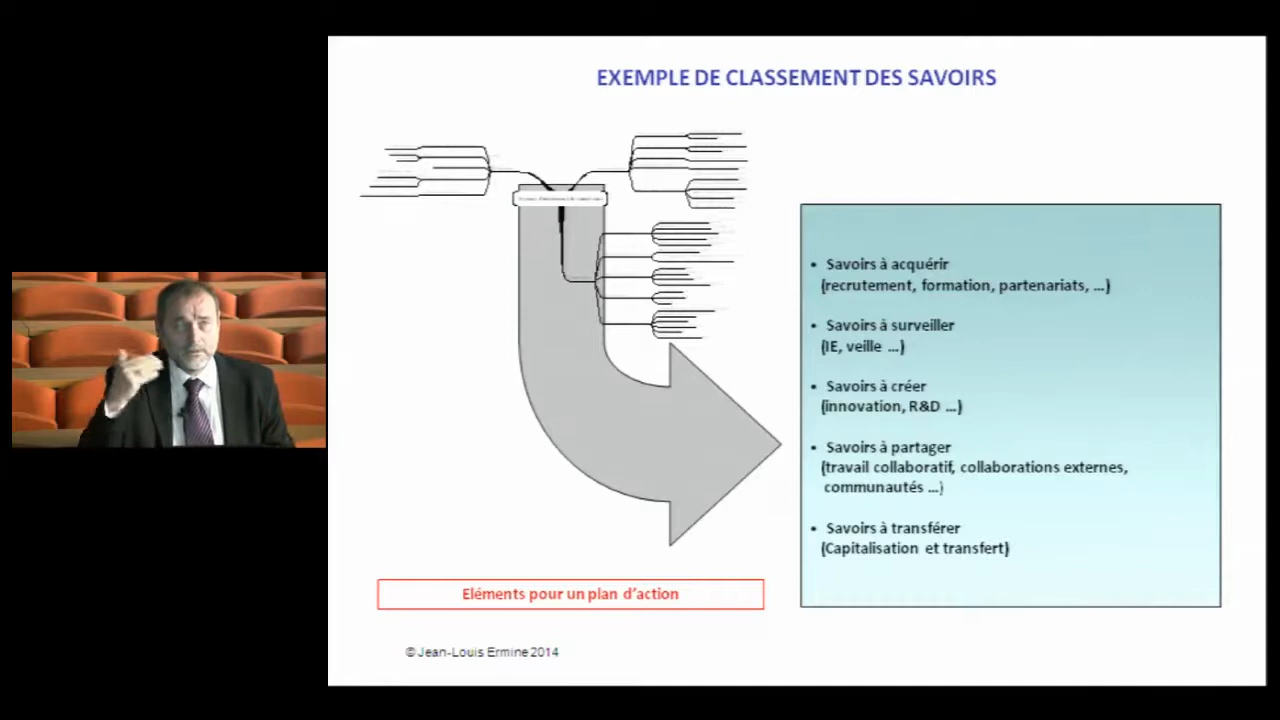 EXEMPLE DE CLASSEMENT DES SAVOIRS
• Savoirs à acquérir
(recrutement, formation, partenariats, ...)
• Savoirs à surveiller
(IE, veille ...)
• Savoirs à créer
(innovation, R&D ...)
• Savoirs à partager
(travail collaboratif, collaborations externes,
communautés ...)
• Savoirs à transférer
(Capitalisation et transfert)
Eléments pour un plan d’action
© Jean-Louis Ermine 2014